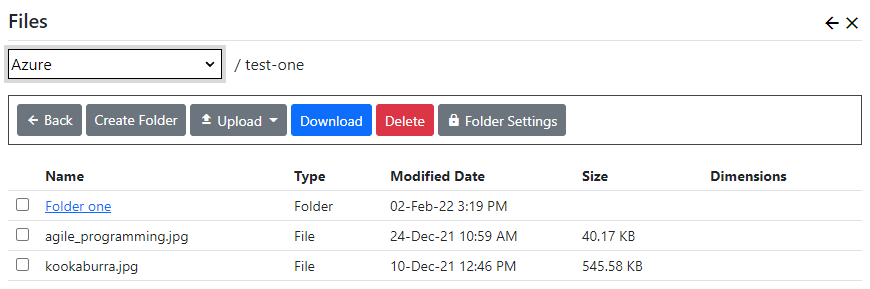 Files
Azure / test-one
Back Create Folder Upload Download Delete Folder Settings
Name Type Modified Date Size Dimensions
Folder one Folder 02-Feb-22 3:19 PM
agile_programming.jpg File 24-Dec-21 10:59 AM 40.17 KB
kookaburra.jpg File 10-Dec-21 12:46 PM 545.58 KB